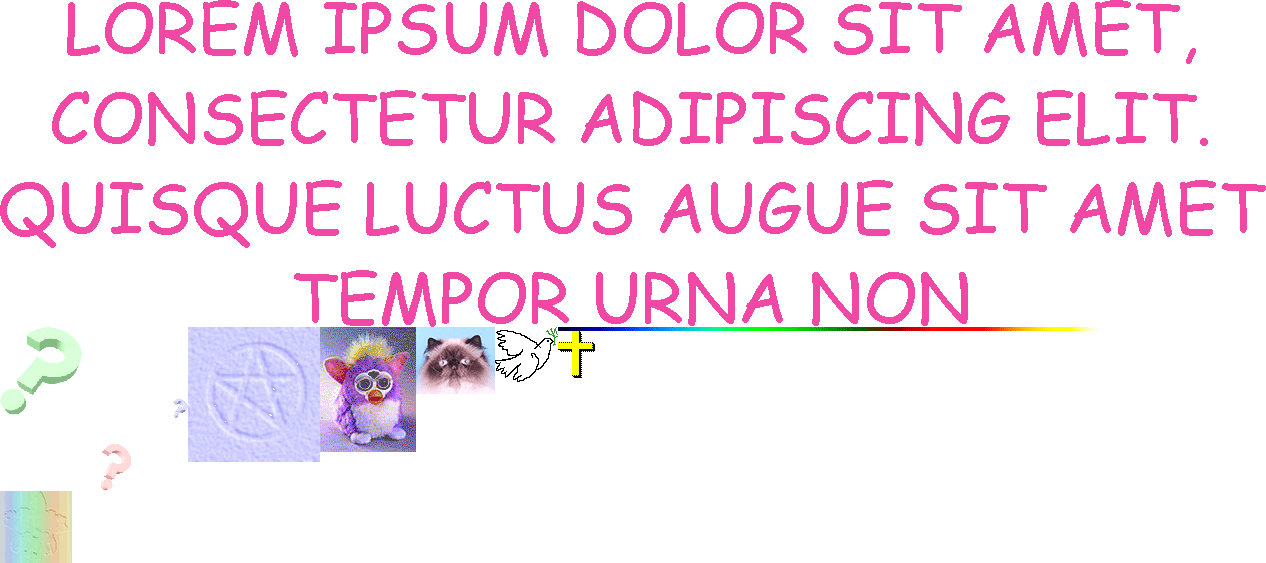 LOREM IPSUM DOLOR SIT AMET,
CONSECTETUR ADIPISCING ELIT.
QUISQUE LUCTUS AUGUE SIT AMET
TEMPOR URNA NON
? 
?
?